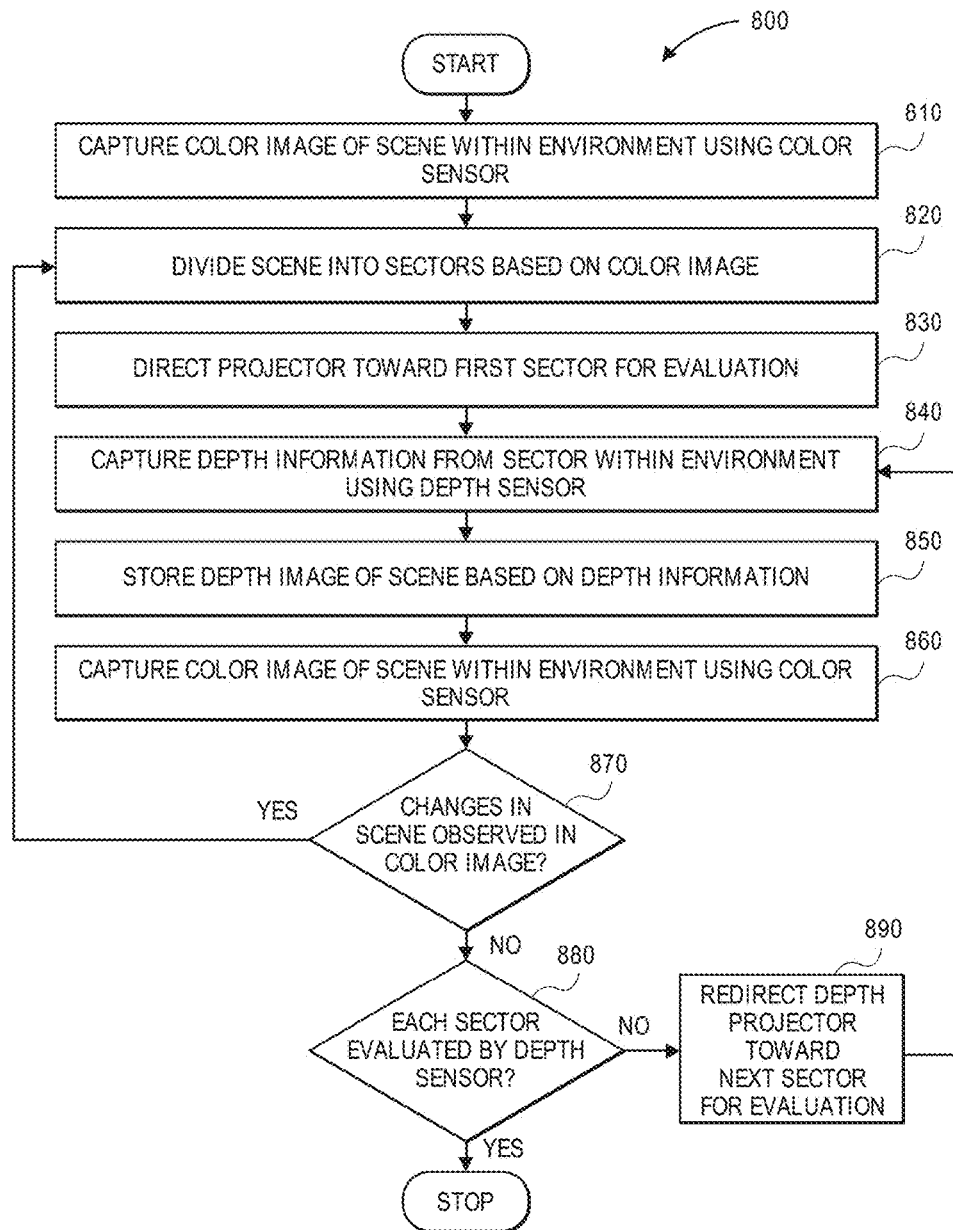 800
START
810
CAPTURE COLOR IMAGE OF SCENE WITHIN ENVIRONMENT USING COLOR
SENSOR
820
DIVIDE SCENE INTO SECTORS BASED ON COLOR IMAGE
830
DIRECT PROJECTOR TOWARD FIRST SECTOR FOR EVALUATION
840
CAPTURE DEPTH INFORMATION FROM SECTOR WITHIN ENVIRONMENT
USING DEPTH SENSOR
850
STORE DEPTH IMAGE OF SCENE BASED ON DEPTH INFORMATION
860
CAPTURE COLOR IMAGE OF SCENE WITHIN ENVIRONMENT USING COLOR
SENSOR
870
YES
CHANGES IN
SCENE OBSERVED IN
COLOR IMAGE?
NO
880
EACH SECTOR
EVALUATED BY DEPTH
SENSOR?
NO
890
REDIRECT DEPTH
PROJECTOR
TOWARD
NEXT SECTOR
FOR EVALUATION
YES
STOP